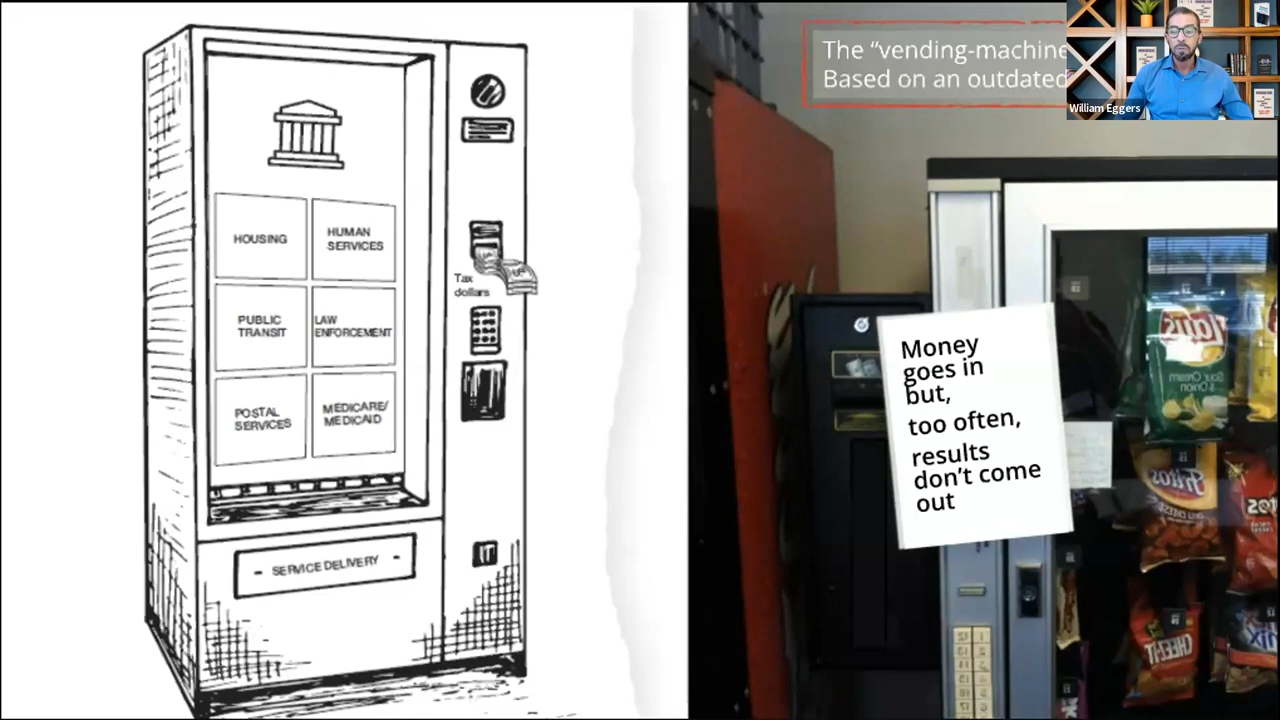 HOUSING
HUMAN
SERVICES
PUBLIC
TRANSIT
LAW
ENFORCEMENT
POSTAL
SERVICES
MEDICARE/
MEDICAID
Tax
dollars
- SERVICE DELIVERY -
The “vending-machine
Based on an outdated
William Eggers
Money
goes in
but,
too often,
results
don’t come
out
Lays
Sour Cream
& Onion
Fritos
CHEEZ-IT